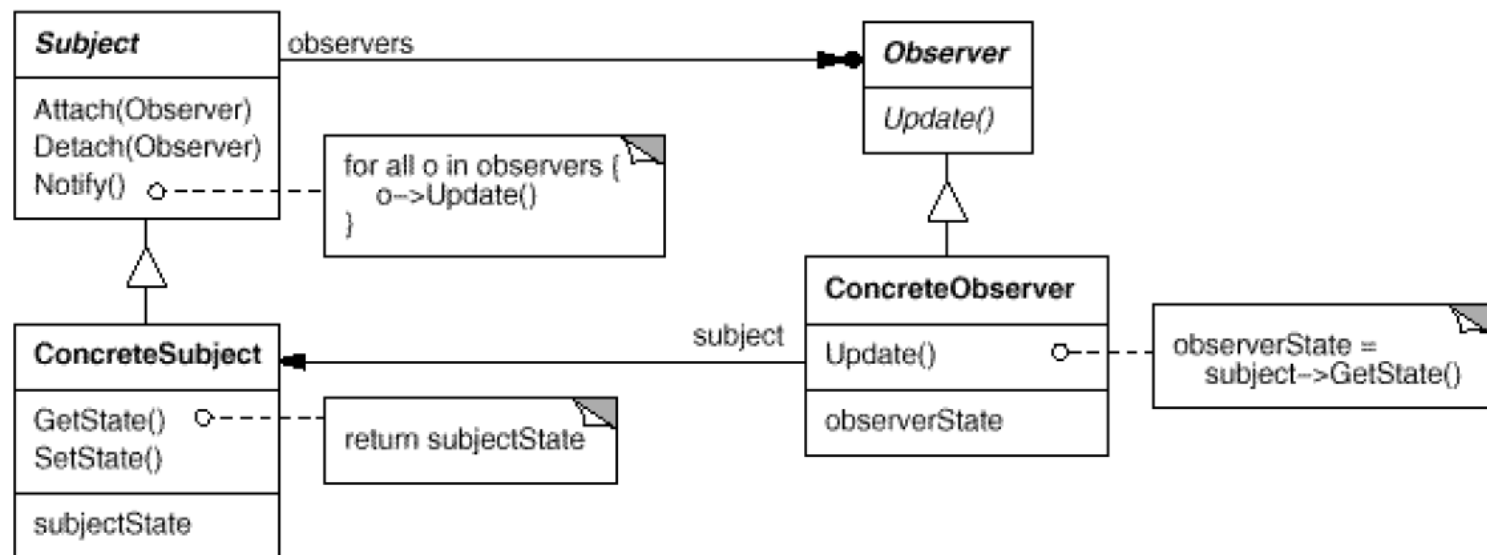 Subject
Attach(Observer)
Detach(Observer)
Notify()
observers
for all o in observers {
o->Update()
}
Observer
Update()
ConcreteSubject
GetState()
SetState()
subjectState
return subjectState
subject
ConcreteObserver
Update()
observerState
observerState =
subject->GetState()